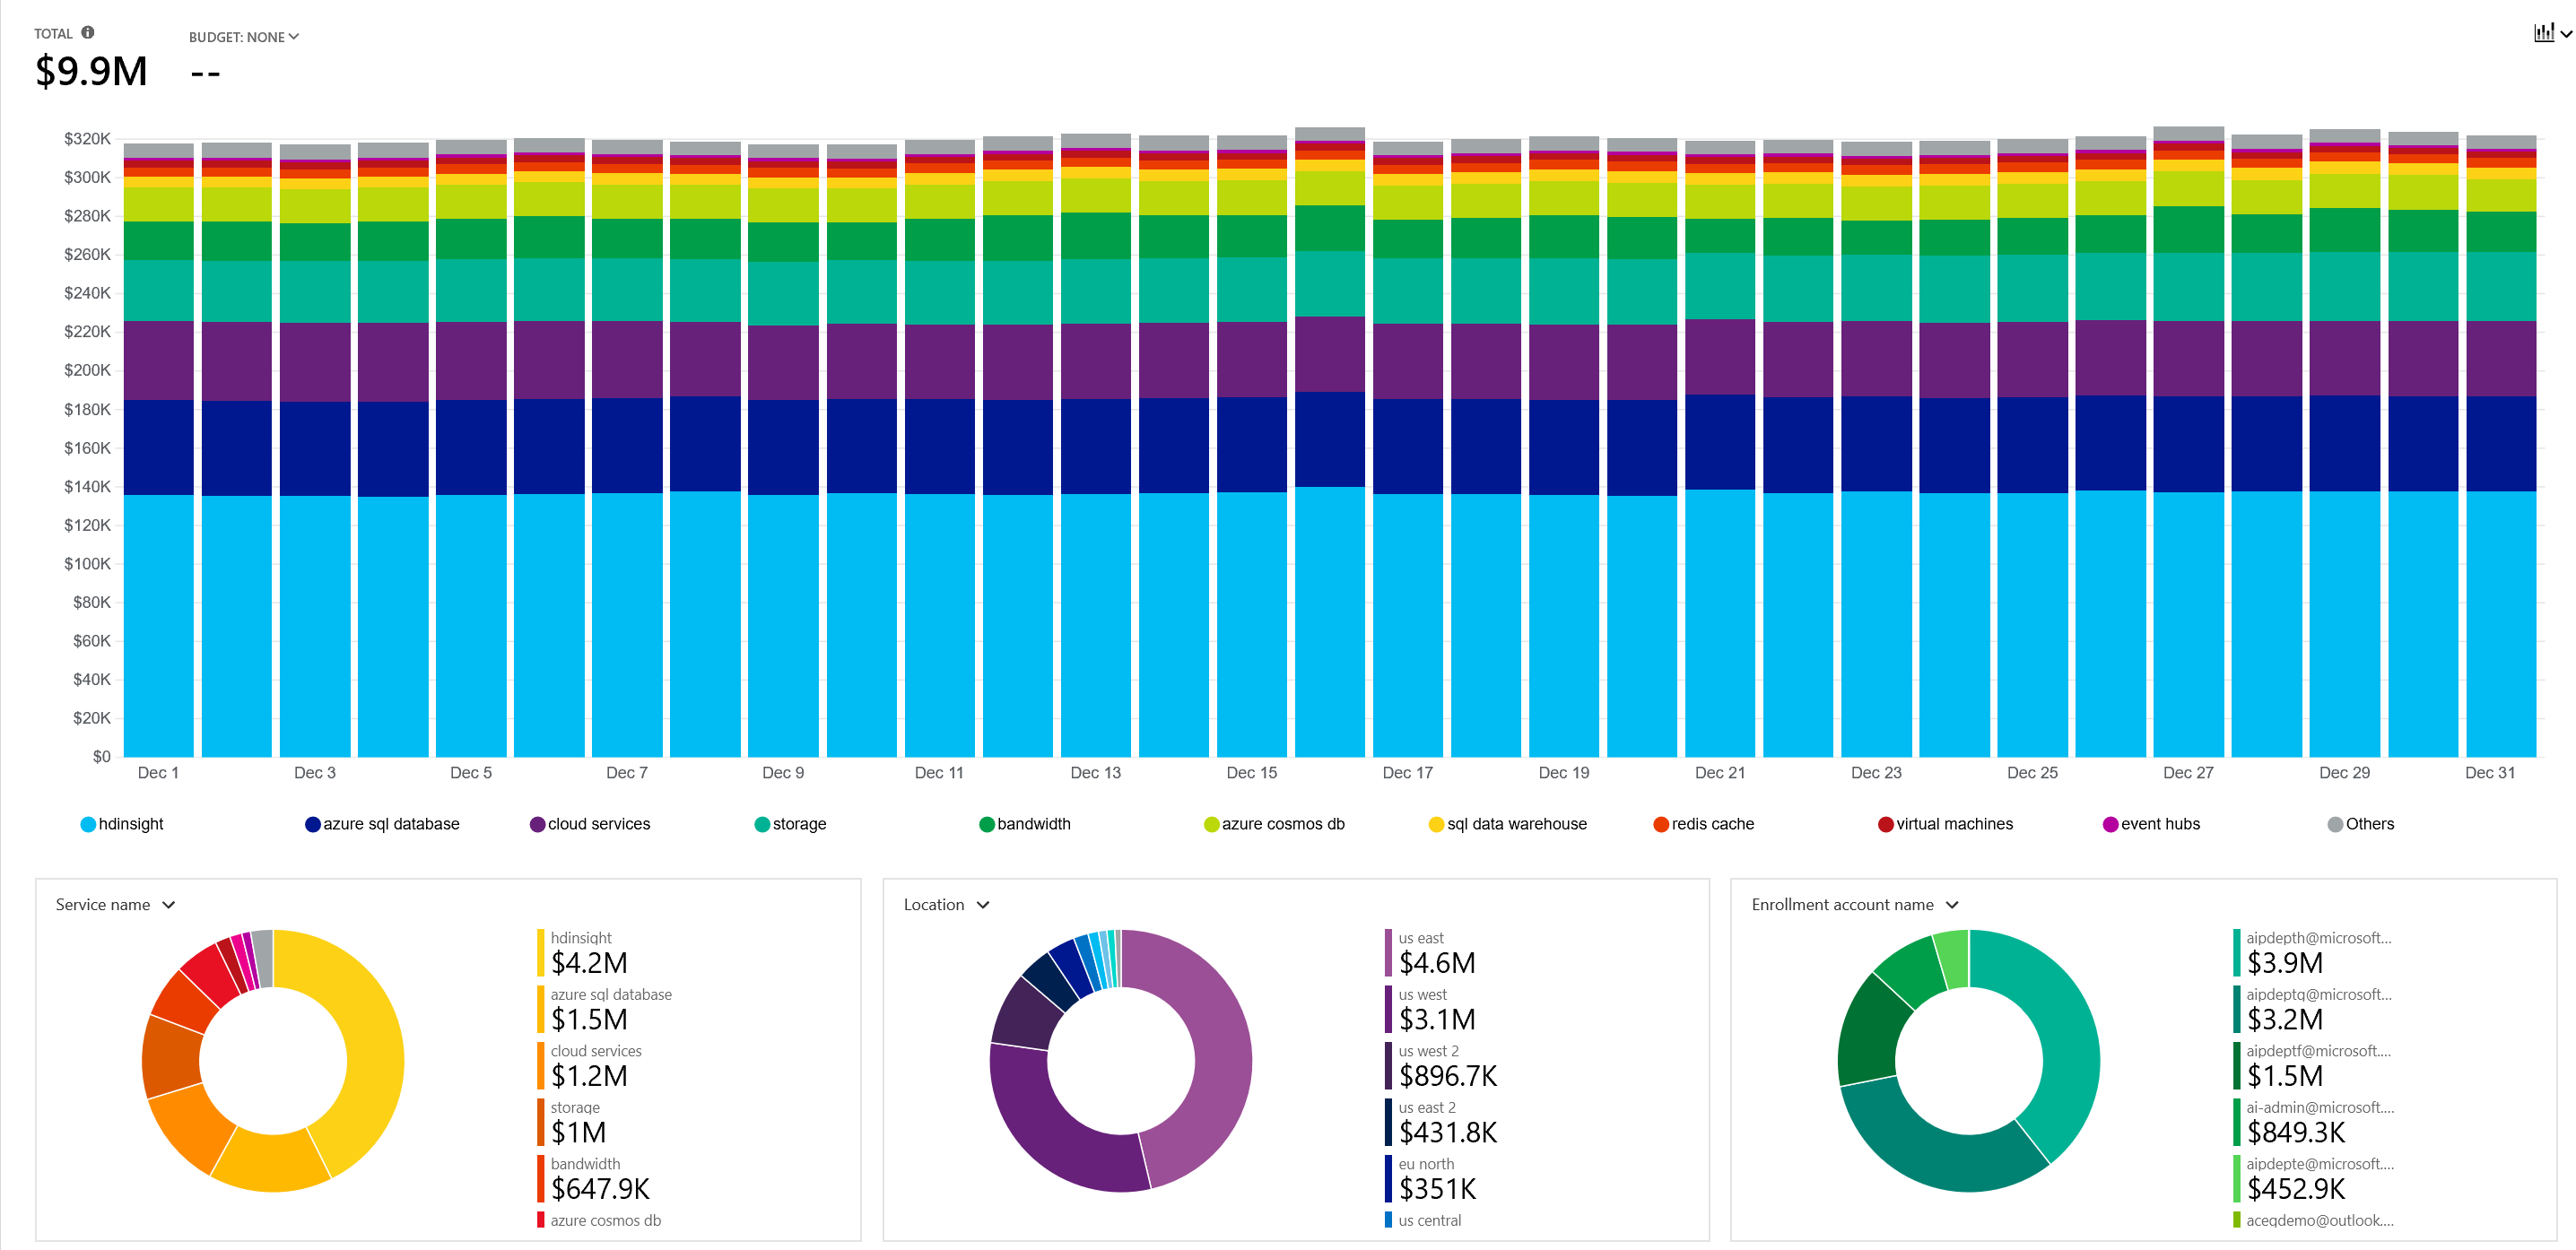 TOTAL
BUDGET: NONE
$9.9M
--
$320K
$300K
$280K
$260K
$240K
$220K
$200K
$180K
$160K
$140K
$120K
$100K
$80K
$60K
$40K
$20K
$0
Dec 1 Dec 3 Dec 5 Dec 7 Dec 9 Dec 11 Dec 13 Dec 15 Dec 17 Dec 19 Dec 21 Dec 23 Dec 25 Dec 27 Dec 29 Dec 31
hdinsight azure sql database cloud services storage bandwidth azure cosmos db sql data warehouse redis cache virtual machines event hubs Others
Service name
hdinsight
$4.2M
azure sql database
$1.5M
cloud services
$1.2M
storage
$1M
bandwidth
$647.9K
azure cosmos db
Location
us east
$4.6M
us west
$3.1M
us west 2
$896.7K
us east 2
$431.8K
eu north
$351K
us central
Enrollment account name
aipdepth@microsoft...
$3.9M
aipdeptq@microsoft...
$3.2M
aipdeptf@microsoft....
$1.5M
ai-admin@microsoft....
$849.3K
aipdepte@microsoft....
$452.9K
aceqdemo@outlook....